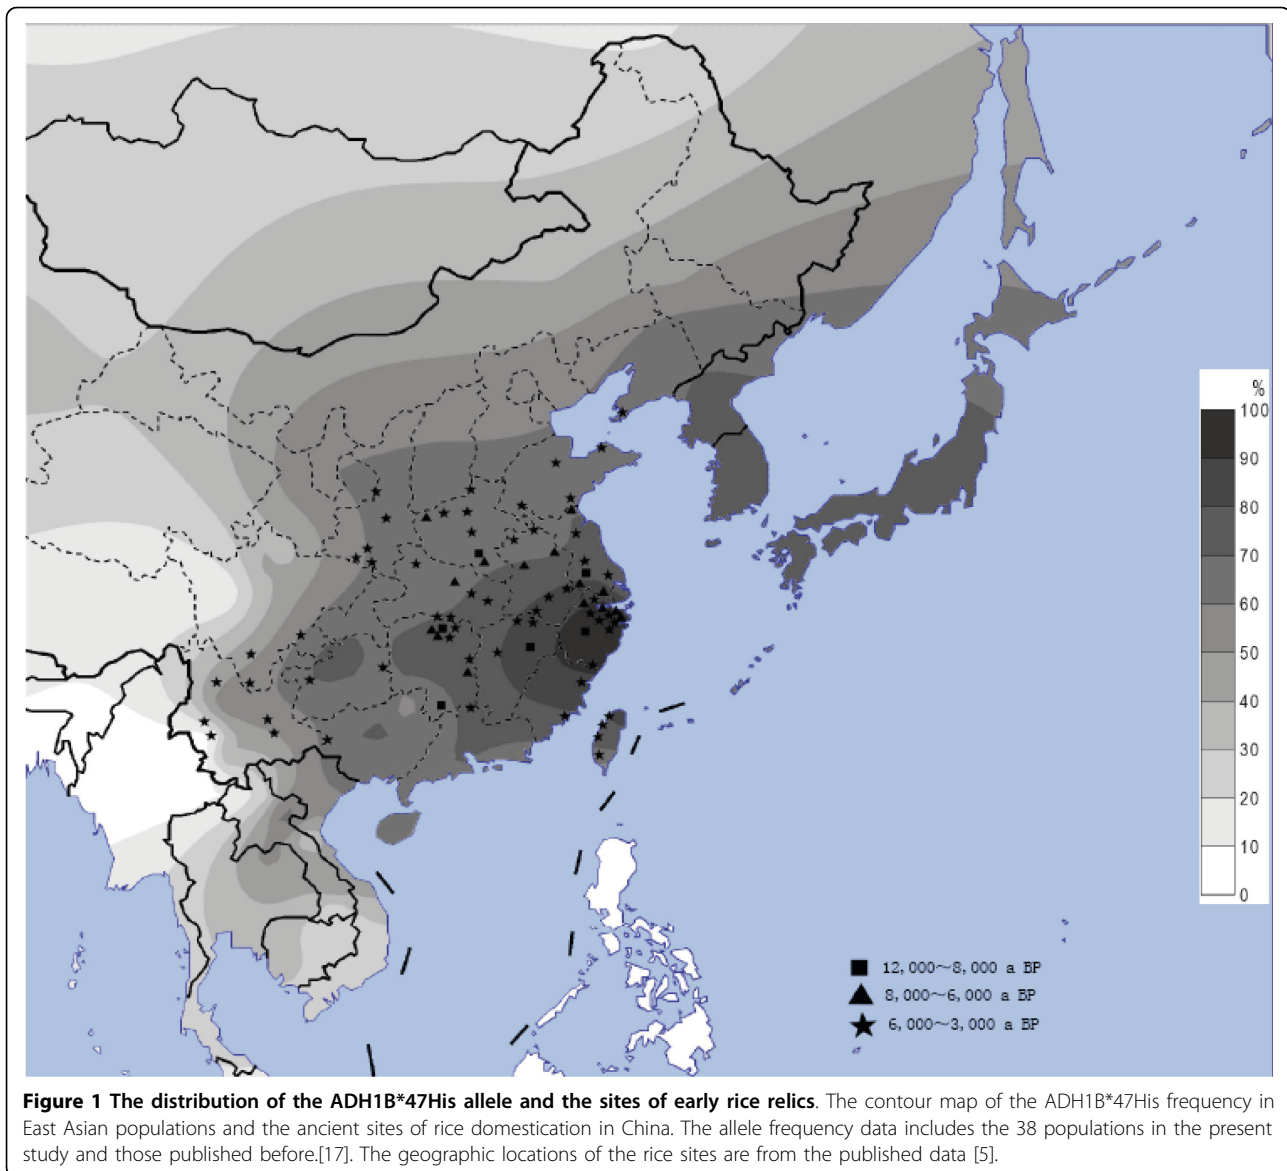 %
100
90
80
70
60
50
40
30
20
10
0
12,000~8,000 a BP
8,000~6,000 a BP
6,000~3,000 a BP
Figure 1 The distribution of the ADH1B*47His allele and the sites of early rice relics. The contour map of the ADH1B*47His frequency in
East Asian populations and the ancient sites of rice domestication in China. The allele frequency data includes the 38 populations in the present
study and those published before.[17]. The geographic locations of the rice sites are from the published data [5].